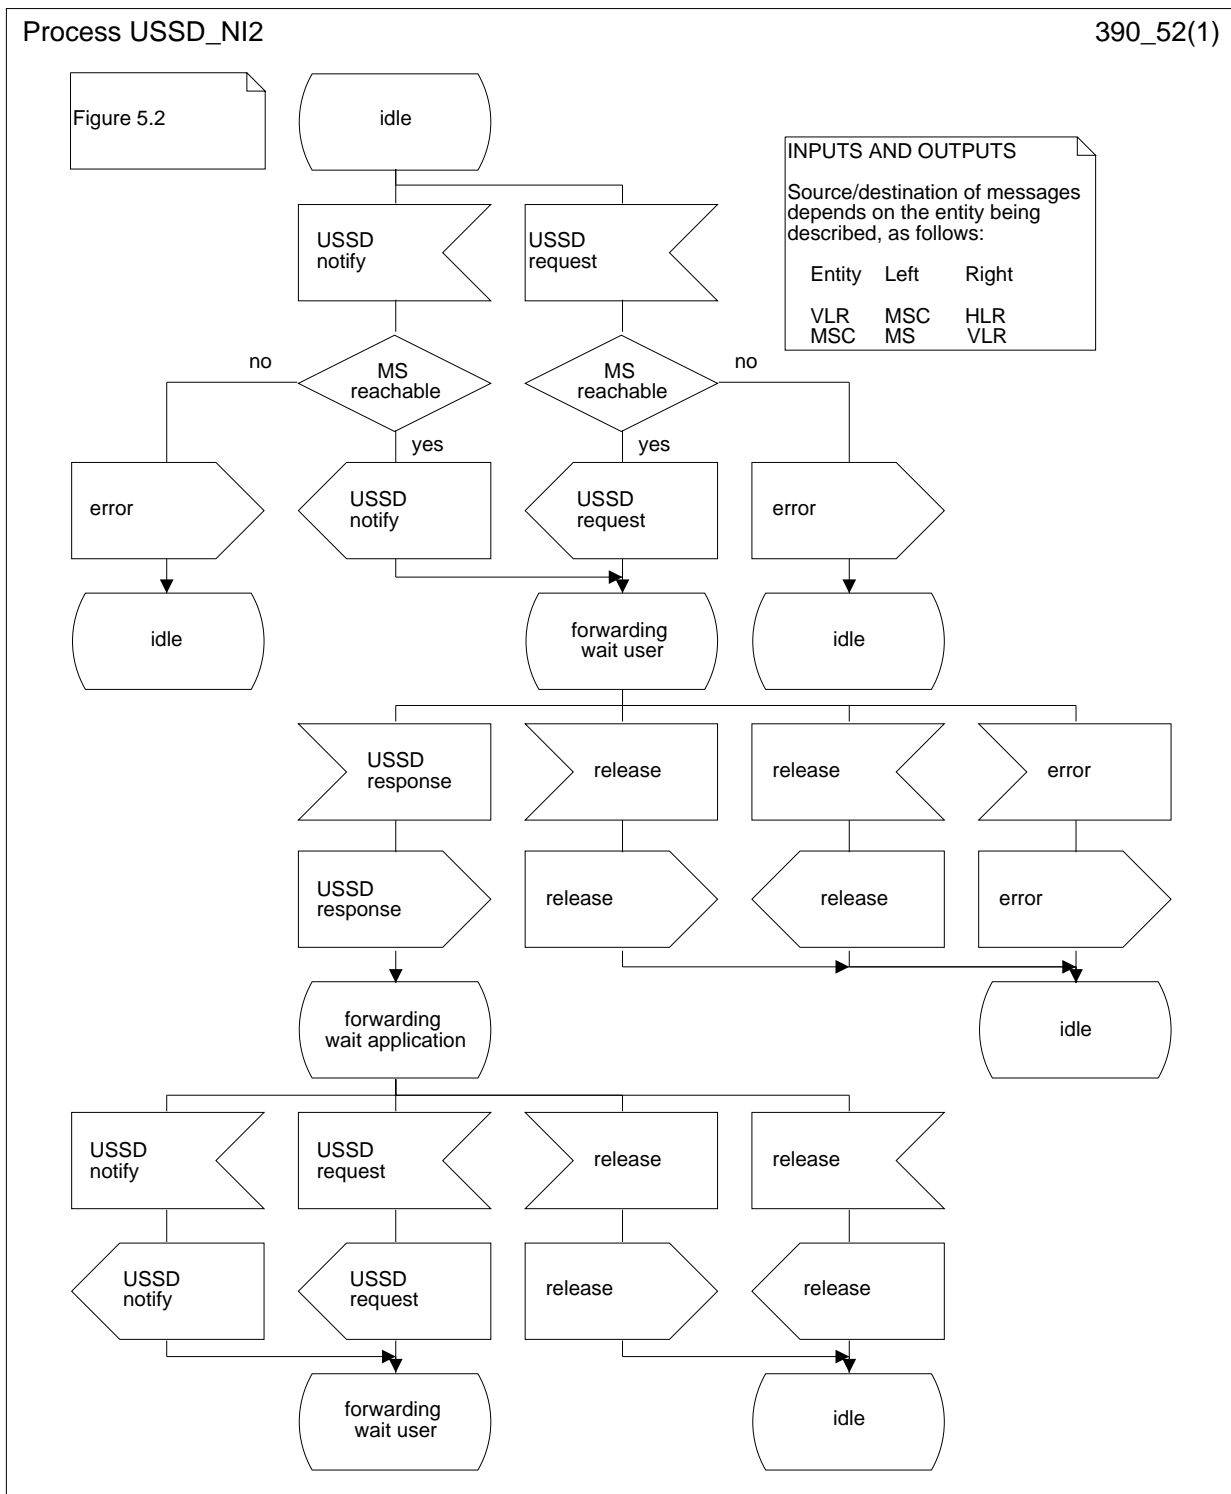 Process USSD_NI2
390_52(1)
Figure 5.2
idle
INPUTS AND OUTPUTS
Source/destination of messages
depends on the entity being
described, as follows:
Entity Left Right
VLR MSC HLR
MSC MS VLR
USSD
notify
USSD
request
no
MS
reachable
MS
reachable
no
yes
yes
error
USSD
notify
USSD
request
error
idle
forwarding
wait user
idle
USSD
response
release
release
error
USSD
response
release
release
error
forwarding
wait application
idle
USSD
notify
USSD
request
release
release
USSD
notify
USSD
request
release
release
forwarding
wait user
idle